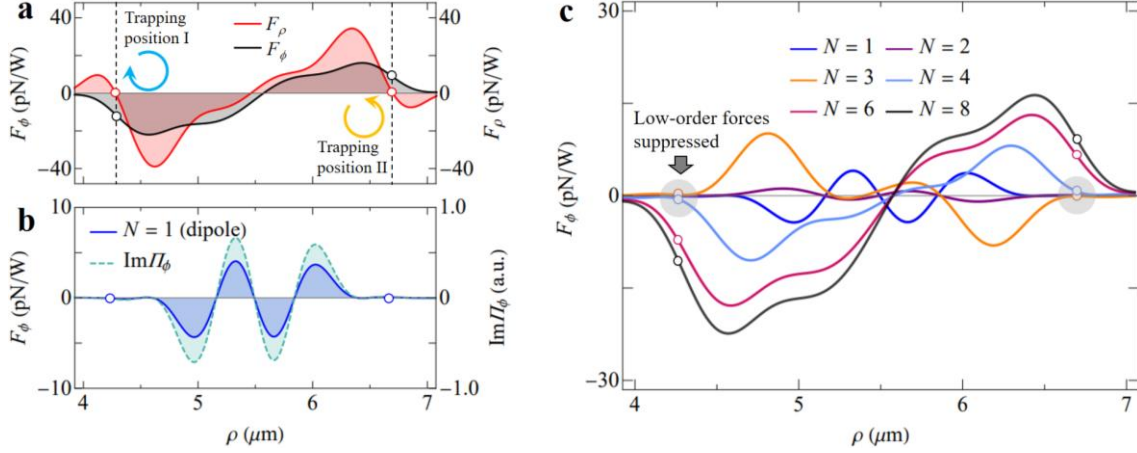 a
40
0
−40
F_ϕ (pN/W)
Trapping
position I
F_ρ
F_ϕ
Trapping
position II
40
0
−40
F_ρ (pN/W)
b
10
0
−10
F_ϕ (pN/W)
N = 1 (dipole)
ImΠ_ϕ
1.0
0
−1.0
ImΠ_ϕ (a.u.)
4 5 6 7
ρ (μm)
c
30
0
−30
F_ϕ (pN/W)
N = 1 N = 2
N = 3 N = 4
N = 6 N = 8
Low-order forces
suppressed
4 5 6 7
ρ (μm)